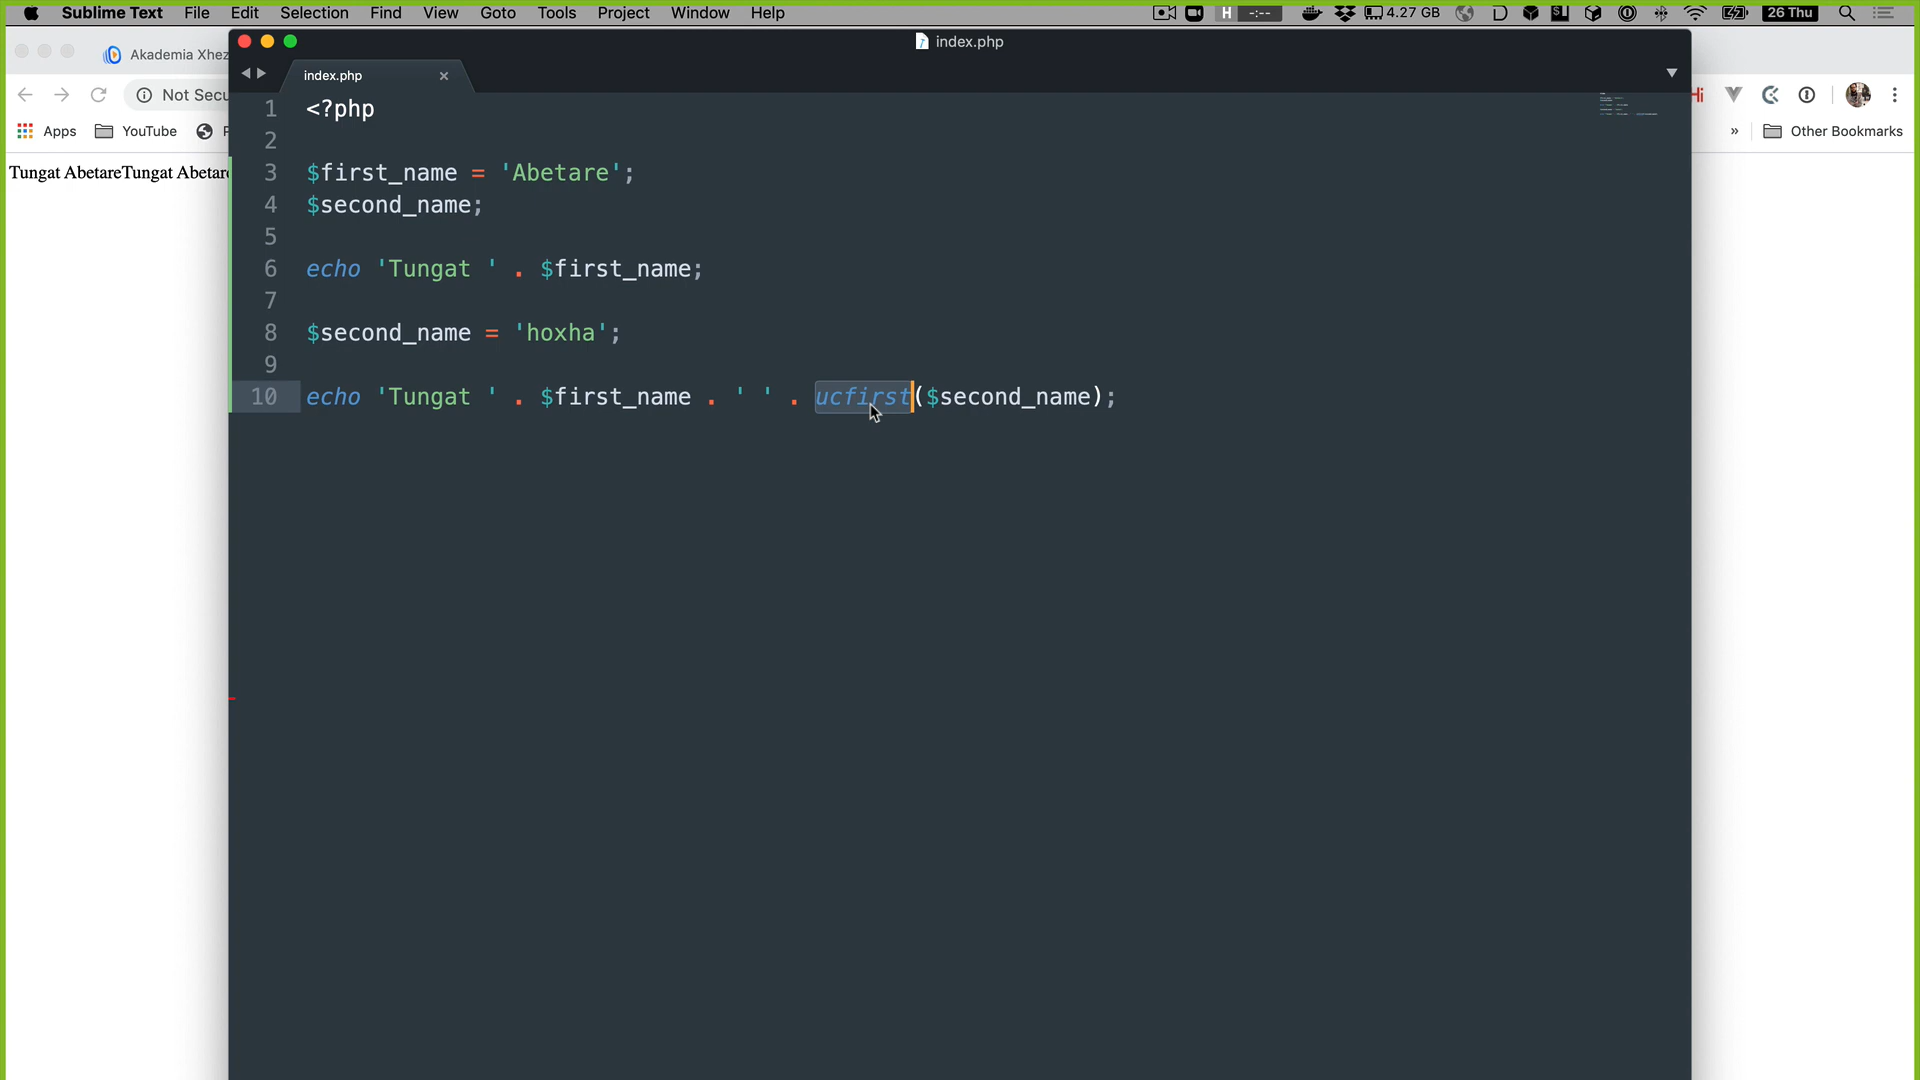 Sublime Text File Edit Selection Find View Goto Tools Project Window Help H -:-- 4.27 GB 26 Thu
index.php
Akademia Xhez
index.php
Not Secu
Apps YouTube
» Other Bookmarks
Tungat AbetareTungat Abetare
1 <?php
2
3 $first_name = 'Abetare';
4 $second_name;
5
6 echo 'Tungat ' . $first_name;
7
8 $second_name = 'hoxha';
9
10 echo 'Tungat ' . $first_name . ' ' . ucfirst($second_name);